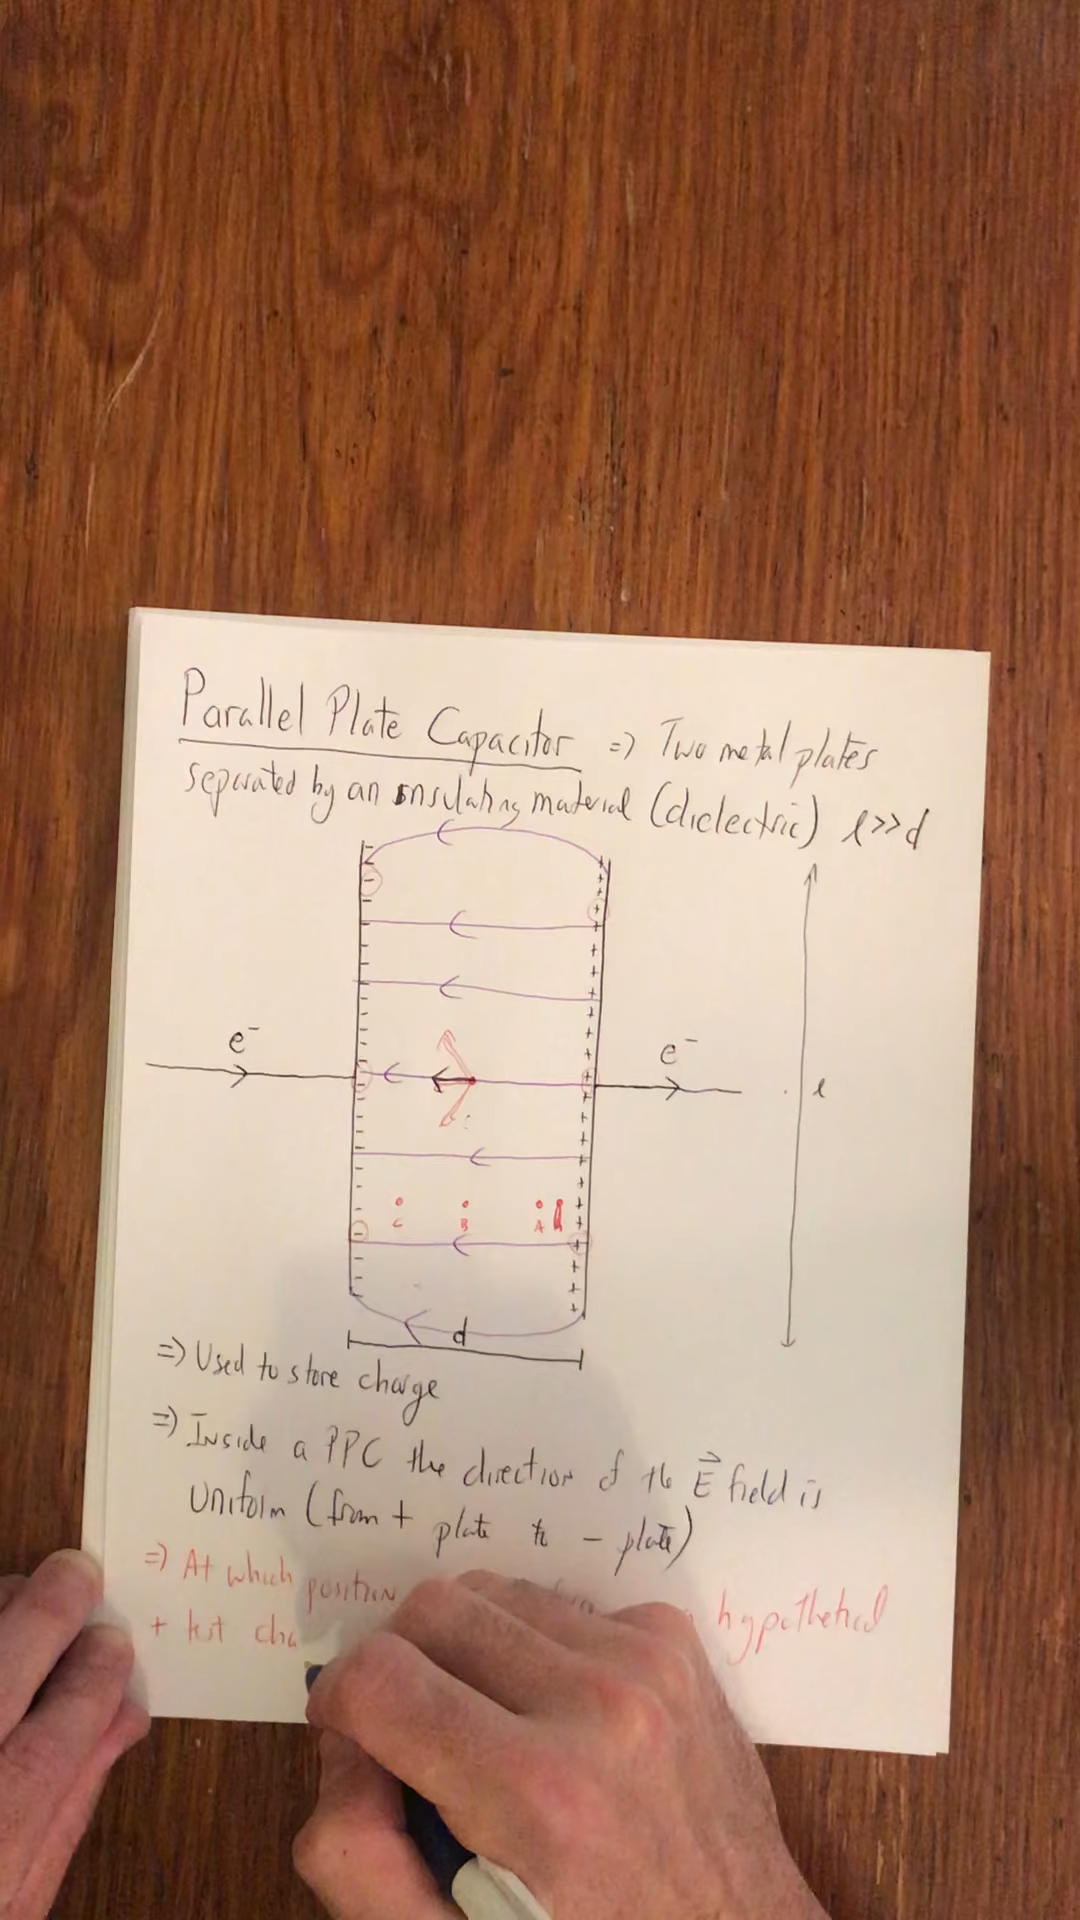 Parallel Plate Capacitor => Two metal plates
separated by an insulating material (dielectric) l>>d
e⁻
e⁻
l
C B A
d
=> Used to store charge
=> Inside a PPC the direction of the E⃗ field is
uniform (from + plate to - plate)
=> At which position hypothetical
+ test cha